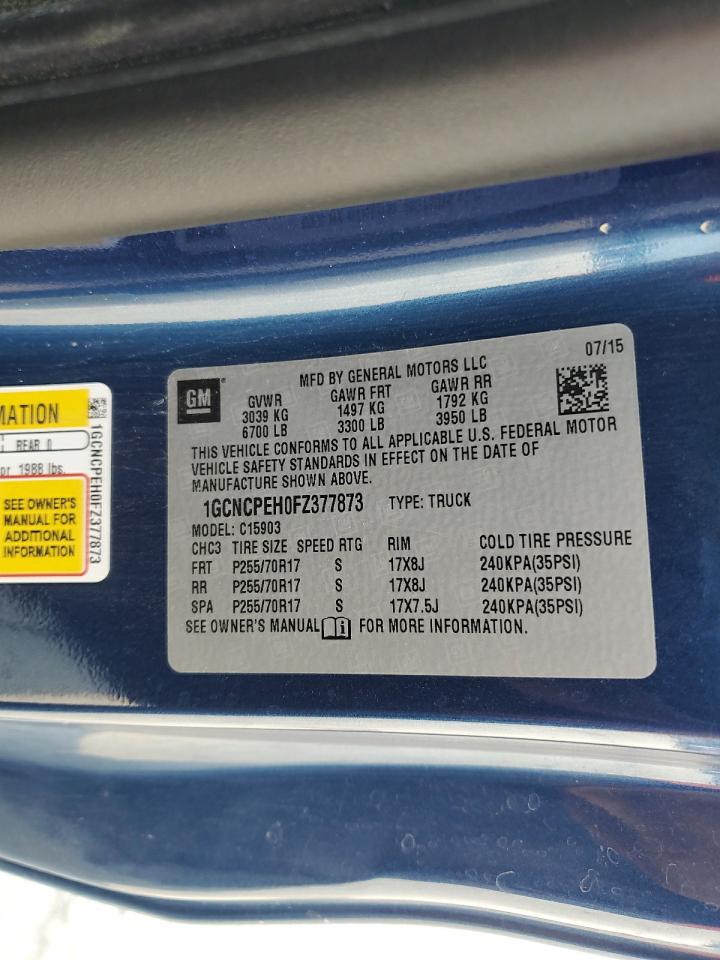 MATION
REAR 0
or 1988 lbs.
SEE OWNER'S
MANUAL FOR
ADDITIONAL
INFORMATION
1GCNCPEH0FZ377873
GM
MFD BY GENERAL MOTORS LLC
07/15
GVWR GAWR FRT GAWR RR
3039 KG 1497 KG 1792 KG
6700 LB 3300 LB 3950 LB
THIS VEHICLE CONFORMS TO ALL APPLICABLE U.S. FEDERAL MOTOR
VEHICLE SAFETY STANDARDS IN EFFECT ON THE DATE OF
MANUFACTURE SHOWN ABOVE.
1GCNCPEH0FZ377873 TYPE: TRUCK
MODEL: C15903
CHC3 TIRE SIZE SPEED RTG RIM COLD TIRE PRESSURE
FRT P255/70R17 S 17X8J 240KPA(35PSI)
RR P255/70R17 S 17X8J 240KPA(35PSI)
SPA P255/70R17 S 17X7.5J 240KPA(35PSI)
SEE OWNER'S MANUAL FOR MORE INFORMATION.